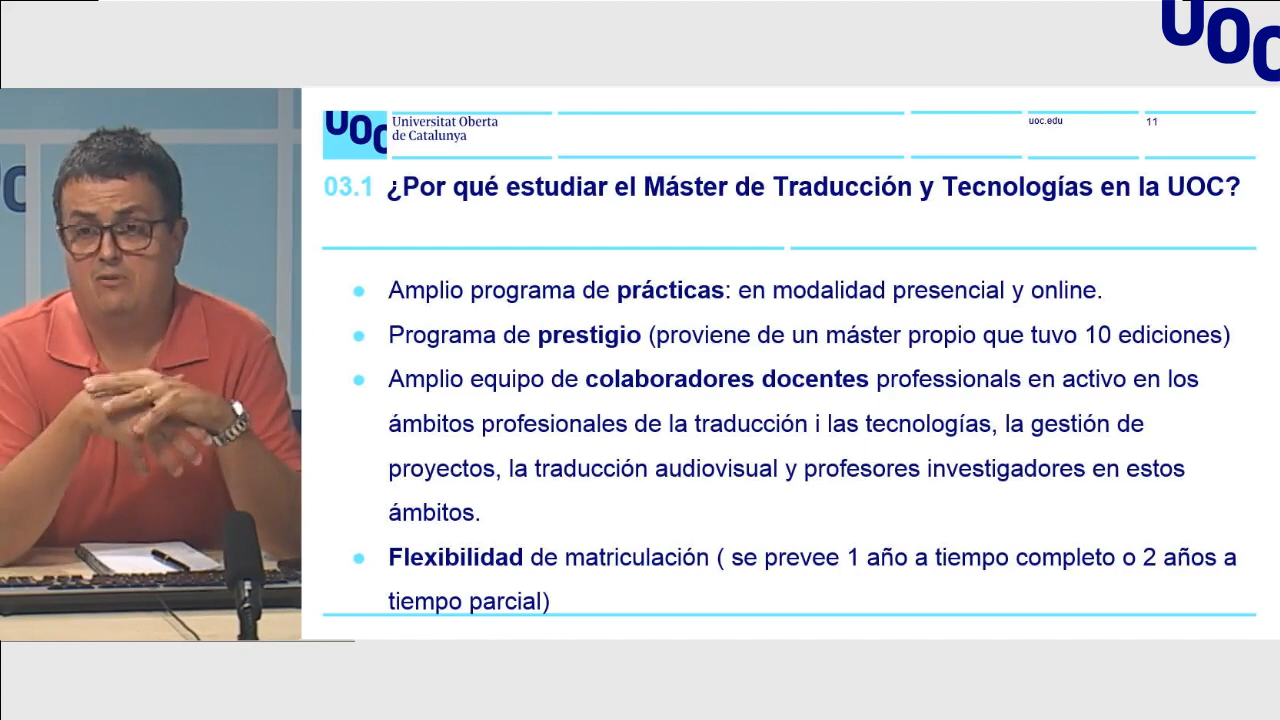 UOC
UOC
Universitat Oberta
de Catalunya
uoc.edu
11
03.1 ¿Por qué estudiar el Máster de Traducción y Tecnologías en la UOC?
• Amplio programa de prácticas: en modalidad presencial y online.
• Programa de prestigio (proviene de un máster propio que tuvo 10 ediciones)
• Amplio equipo de colaboradores docentes professionals en activo en los
ámbitos profesionales de la traducción i las tecnologías, la gestión de
proyectos, la traducción audiovisual y profesores investigadores en estos
ámbitos.
• Flexibilidad de matriculación ( se prevee 1 año a tiempo completo o 2 años a
tiempo parcial)